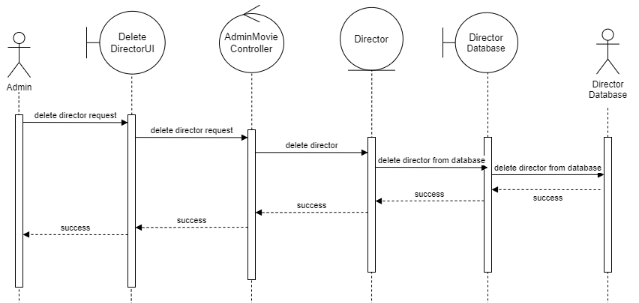 Delete
DirectorUI
AdminMovie
Controller
Director
Director
Database
Admin
Director
Database
delete director request
delete director request
delete director
delete director from database
delete director from database
success
success
success
success
success